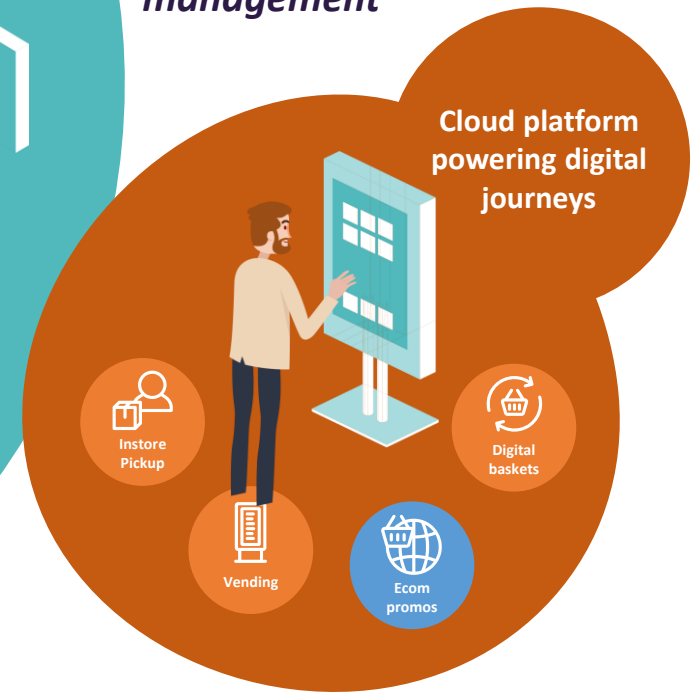 management
Cloud platform
powering digital
journeys
Instore
Pickup
Digital
baskets
Vending
Ecom
promos